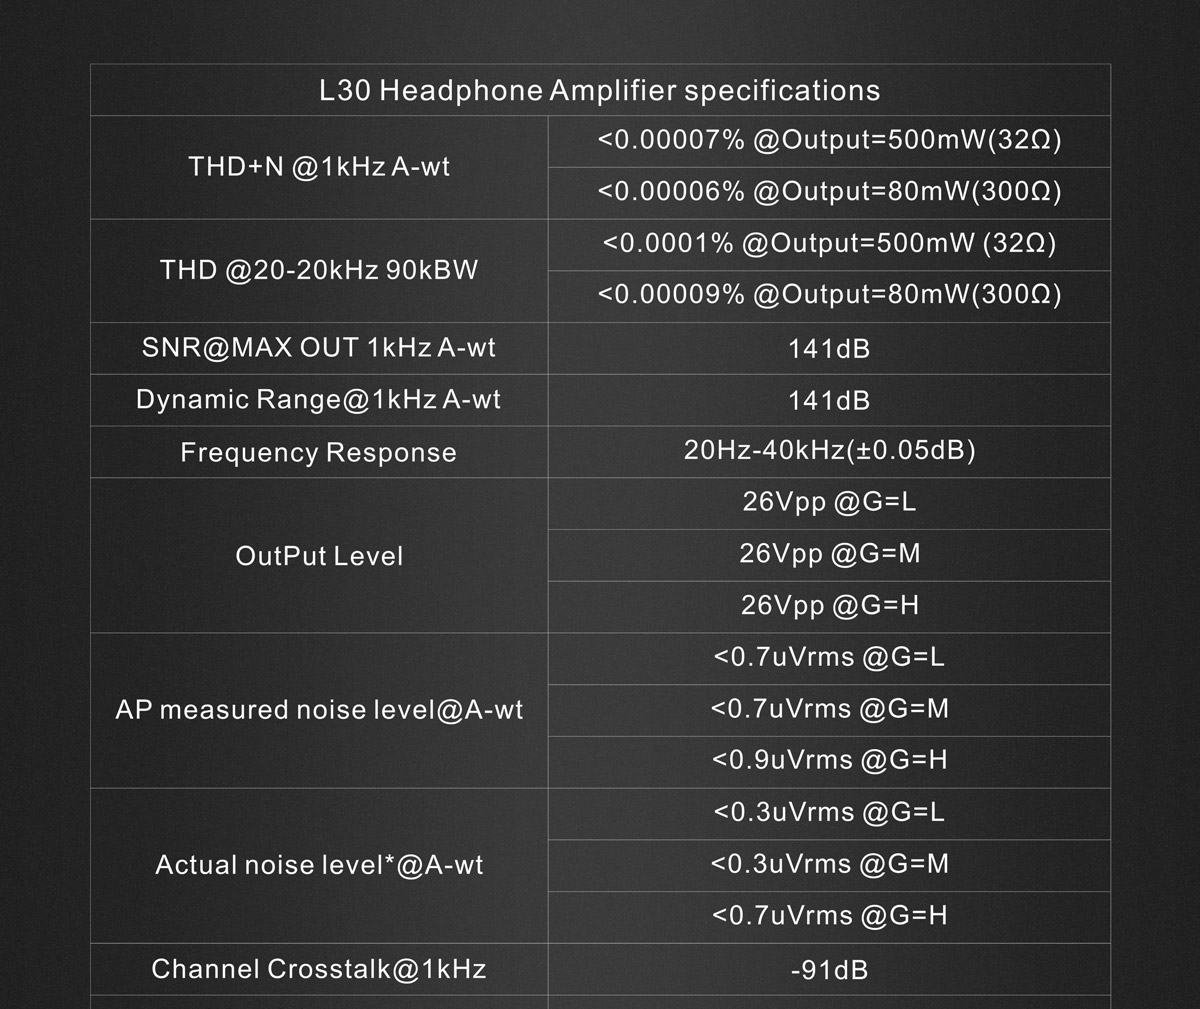 L30 Headphone Amplifier specifications
THD+N @1kHz A-wt
<0.00007% @Output=500mW(32Ω)
<0.00006% @Output=80mW(300Ω)
THD @20-20kHz 90kBW
<0.0001% @Output=500mW (32Ω)
<0.00009% @Output=80mW(300Ω)
SNR@MAX OUT 1kHz A-wt
141dB
Dynamic Range@1kHz A-wt
141dB
Frequency Response
20Hz-40kHz(±0.05dB)
OutPut Level
26Vpp @G=L
26Vpp @G=M
26Vpp @G=H
AP measured noise level@A-wt
<0.7uVrms @G=L
<0.7uVrms @G=M
<0.9uVrms @G=H
Actual noise level*@A-wt
<0.3uVrms @G=L
<0.3uVrms @G=M
<0.7uVrms @G=H
Channel Crosstalk@1kHz
-91dB